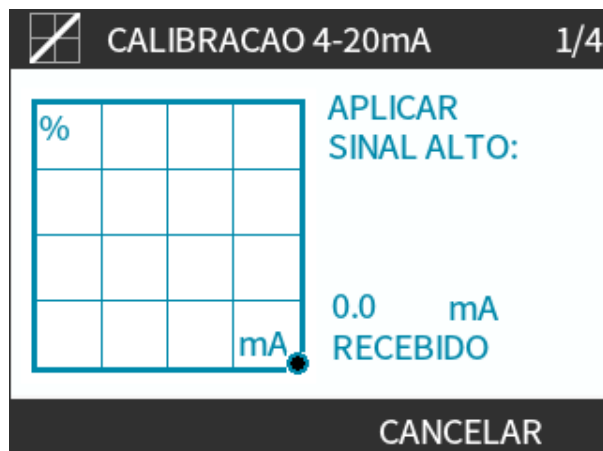 CALIBRACAO 4-20mA 1/4
%
APLICAR
SINAL ALTO:
0.0 mA
mA RECEBIDO
CANCELAR